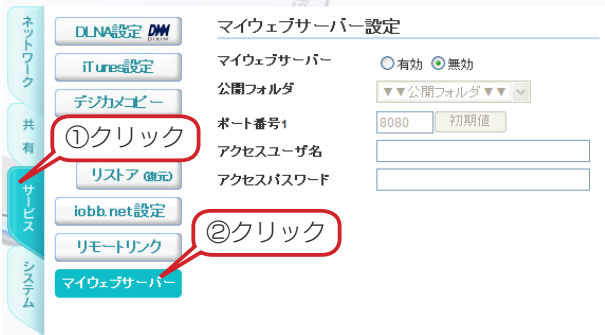 ネットワーク
共有
サービス
システム
DLNA設定 DiXiM
iTunes設定
デジカメコピー
①クリック
リストア(復元)
iobb.net設定
リモートリンク
②クリック
マイウェブサーバー
マイウェブサーバー設定
マイウェブサーバー 有効 無効
公開フォルダ ▼▼公開フォルダ▼▼
ポート番号1 8080 初期値
アクセスユーザ名
アクセスパスワード